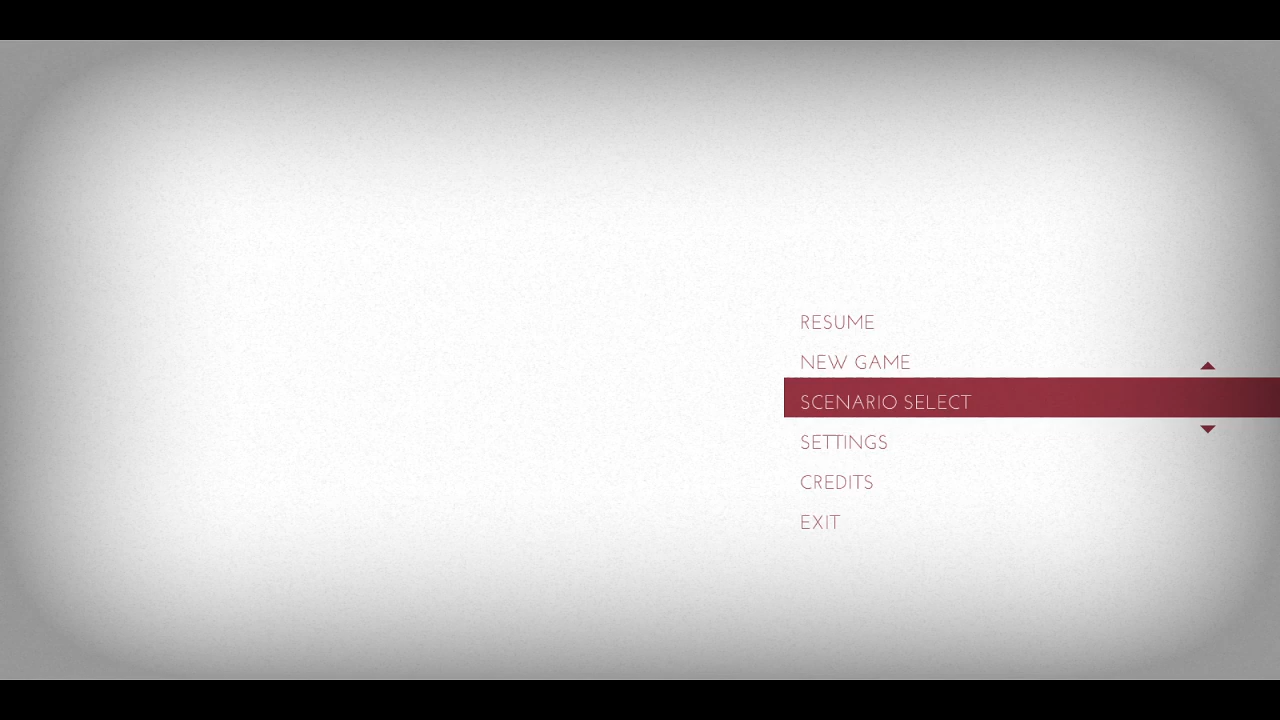 RESUME
NEW GAME
SCENARIO SELECT
SETTINGS
CREDITS
EXIT